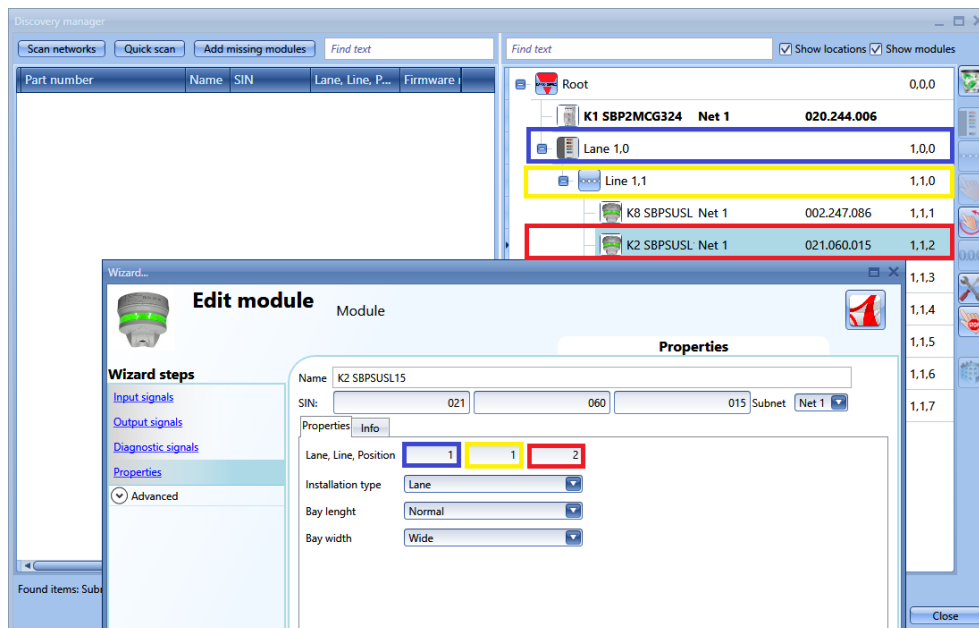 Discovery manager
Scan networks Quick scan Add missing modules Find text
Part number Name SIN Lane, Line, P... Firmware
Found items: Subn
Find text Show locations Show modules
Root 0,0,0
K1 SBP2MCG324 Net 1 020.244.006
Lane 1,0 1,0,0
Line 1,1 1,1,0
K8 SBPSUSL Net 1 002.247.086 1,1,1
K2 SBPSUSL Net 1 021.060.015 1,1,2
1,1,3
1,1,4
1,1,5
1,1,6
1,1,7
STOP
Close
Wizard...
Edit module Module
Properties
Wizard steps
Input signals
Output signals
Diagnostic signals
Properties
Advanced
Name K2 SBPSUSL15
SIN: 021 060 015 Subnet Net 1
Properties Info
Lane, Line, Position 1 1 2
Installation type Lane
Bay lenght Normal
Bay width Wide